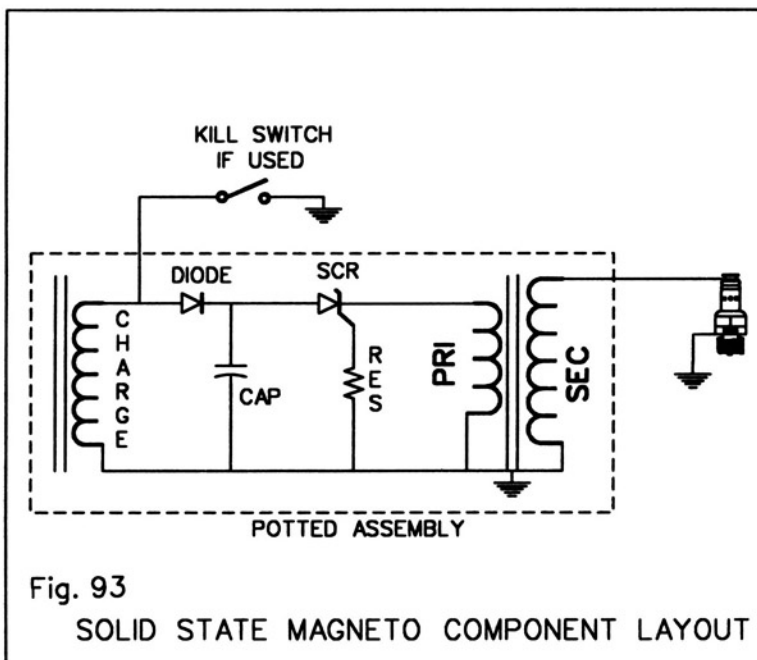 KILL SWITCH
IF USED
DIODE
SCR
CHARGE
CAP
RES
PRI
SEC
POTTED ASSEMBLY
Fig. 93
SOLID STATE MAGNETO COMPONENT LAYOUT